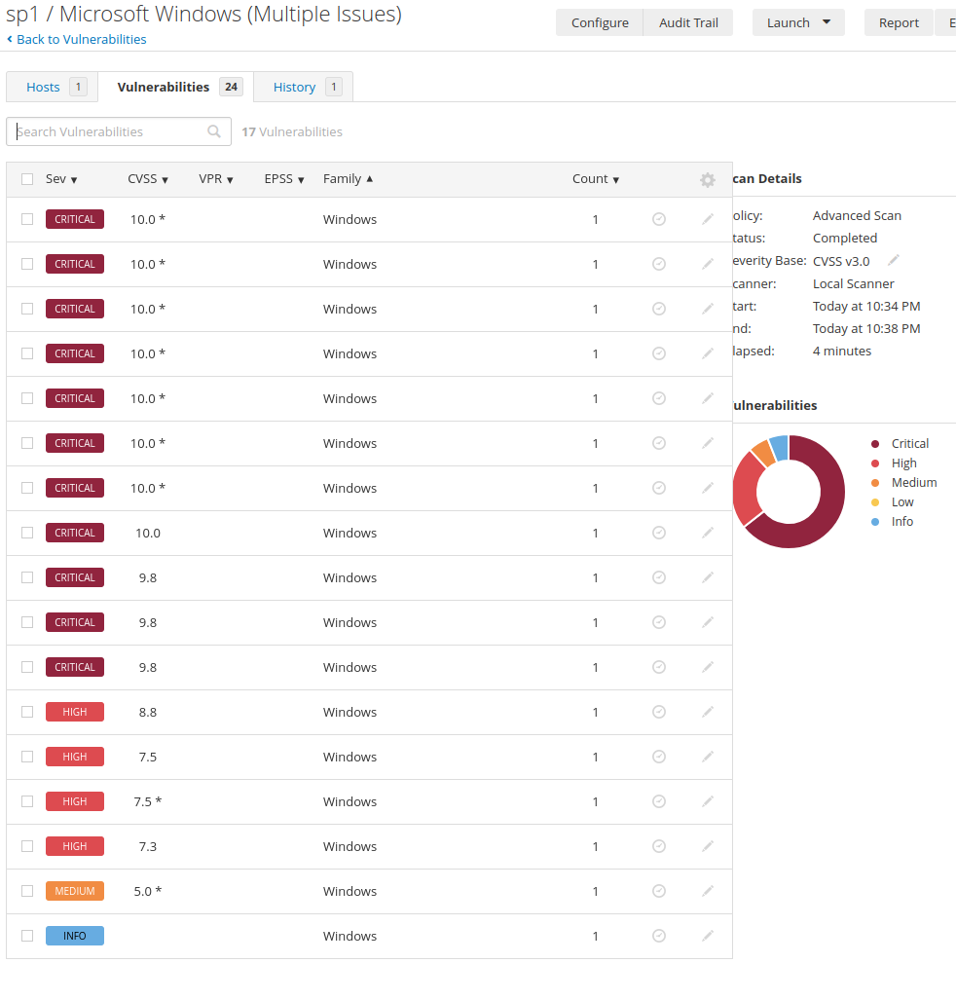 sp1 / Microsoft Windows (Multiple Issues)
Configure Audit Trail Launch Report E
Back to Vulnerabilities
Hosts 1 Vulnerabilities 24 History 1
Search Vulnerabilities 17 Vulnerabilities
Sev CVSS VPR EPSS Family Count
CRITICAL 10.0 * Windows 1
CRITICAL 10.0 * Windows 1
CRITICAL 10.0 * Windows 1
CRITICAL 10.0 * Windows 1
CRITICAL 10.0 * Windows 1
CRITICAL 10.0 * Windows 1
CRITICAL 10.0 * Windows 1
CRITICAL 10.0 Windows 1
CRITICAL 9.8 Windows 1
CRITICAL 9.8 Windows 1
CRITICAL 9.8 Windows 1
HIGH 8.8 Windows 1
HIGH 7.5 Windows 1
HIGH 7.5 * Windows 1
HIGH 7.3 Windows 1
MEDIUM 5.0 * Windows 1
INFO Windows 1
can Details
olicy: Advanced Scan
tatus: Completed
everity Base: CVSS v3.0
canner: Local Scanner
tart: Today at 10:34 PM
nd: Today at 10:38 PM
lapsed: 4 minutes
ulnerabilities
Critical
High
Medium
Low
Info